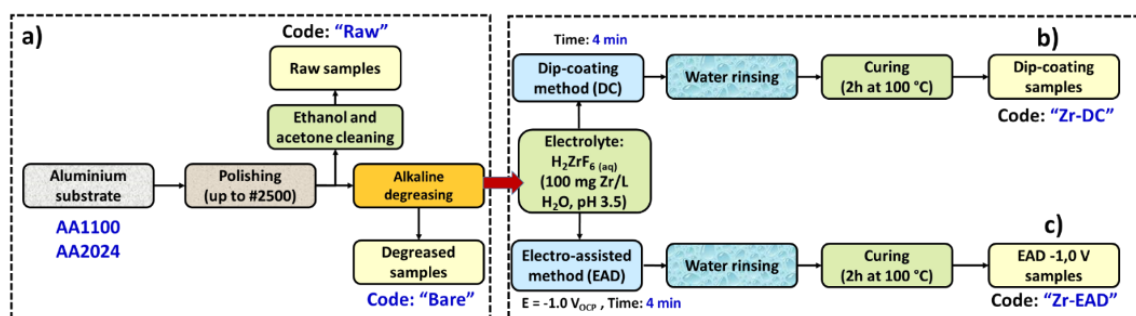 a)
Code: “Raw”
Raw samples
Ethanol and
acetone cleaning
Aluminium
substrate
AA1100
AA2024
Polishing
(up to #2500)
Alkaline
degreasing
Degreased
samples
Code: “Bare”
b)
Time: 4 min
Dip-coating
method (DC)
Water rinsing
Curing
(2h at 100 °C)
Dip-coating
samples
Code: “Zr-DC”
Electrolyte:
H₂ZrF₆ (aq)
(100 mg Zr/L
H₂O, pH 3.5)
c)
Electro-assisted
method (EAD)
E = -1.0 VOCP , Time: 4 min
Water rinsing
Curing
(2h at 100 °C)
EAD -1,0 V
samples
Code: “Zr-EAD”